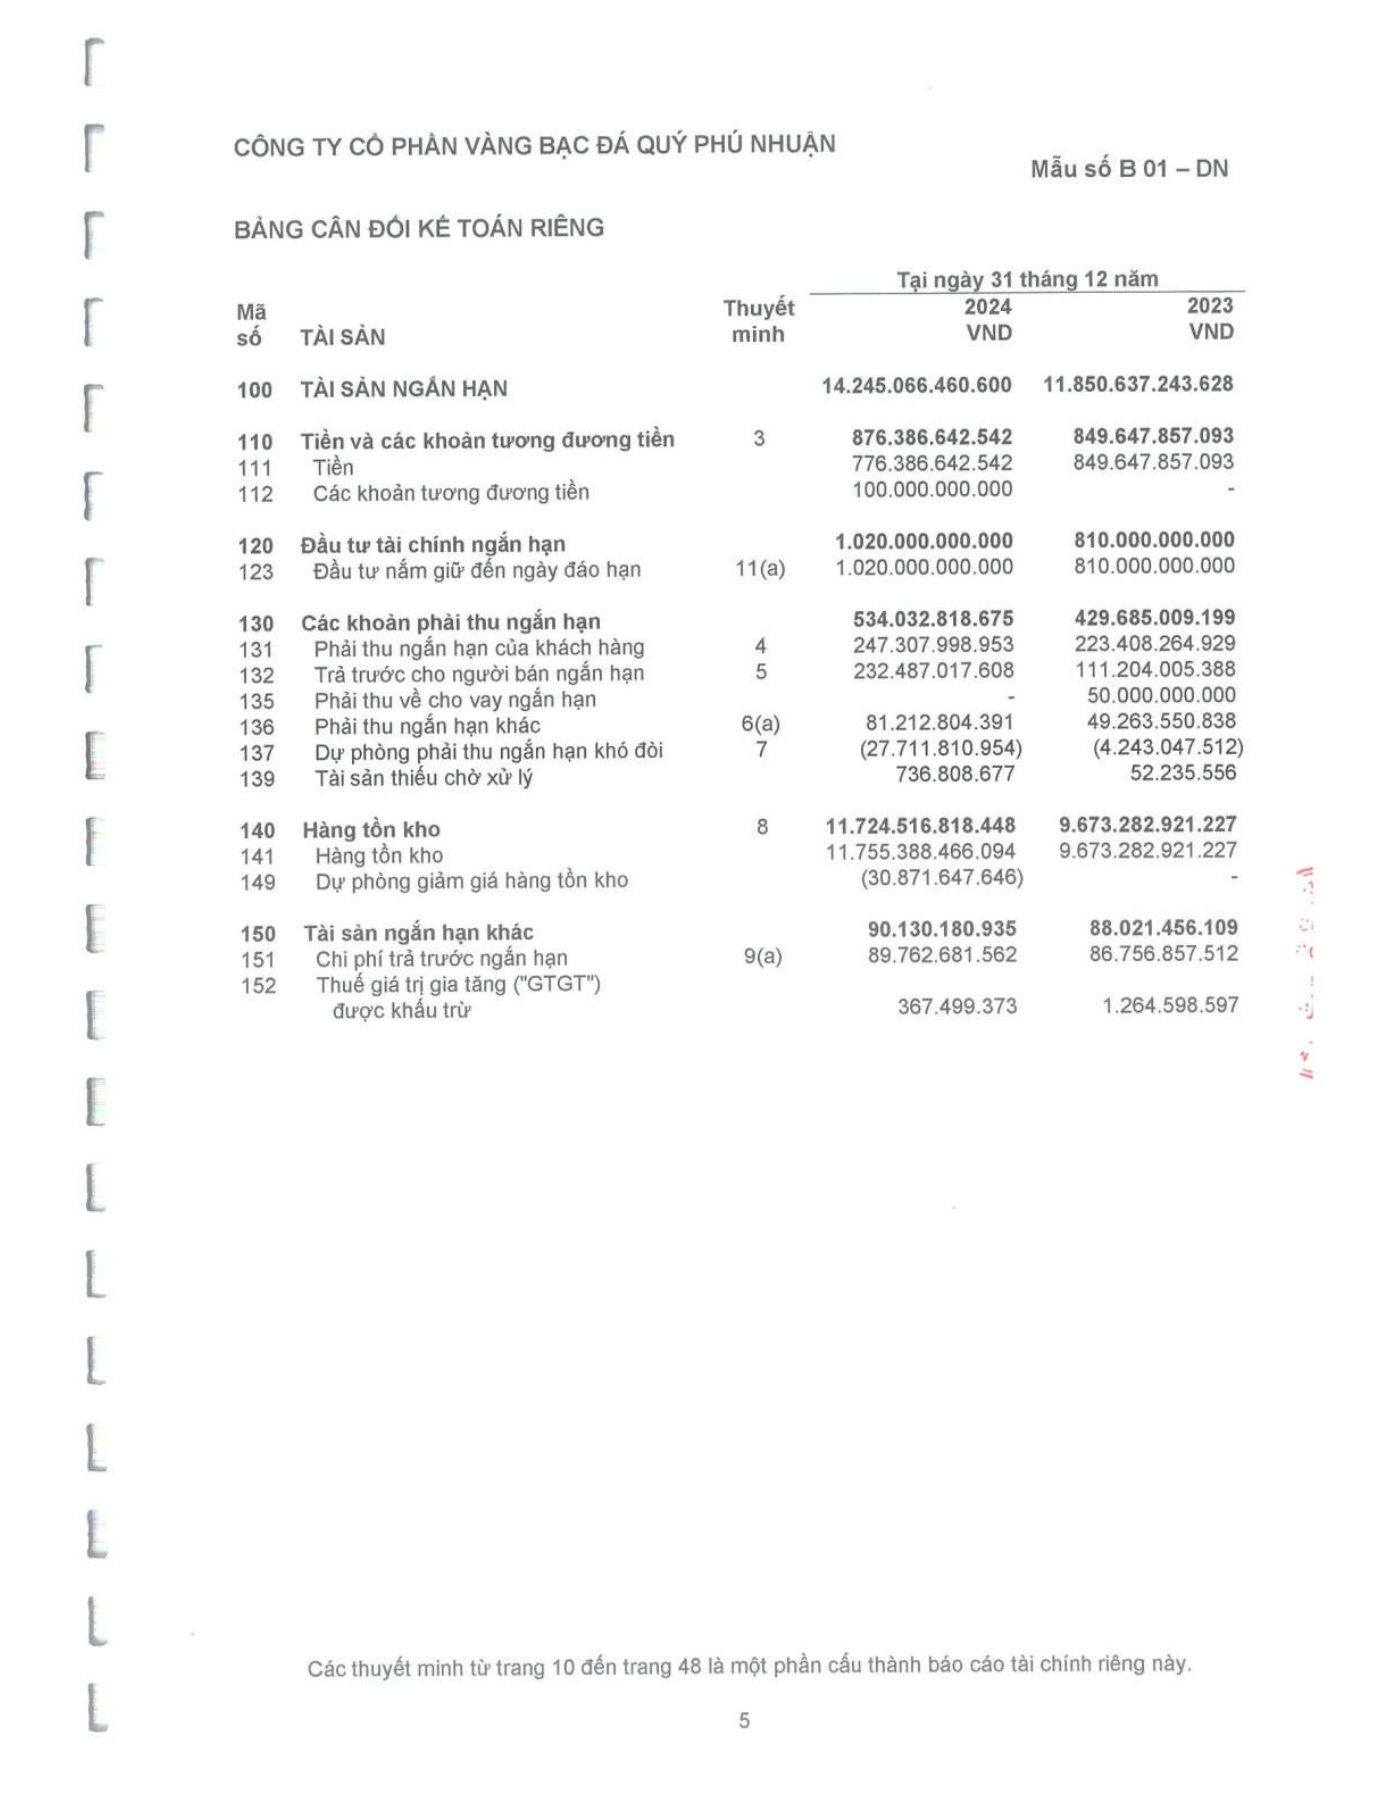 CÔNG TY CỔ PHẦN VÀNG BẠC ĐÁ QUÝ PHÚ NHUẬN
Mẫu số B 01 – DN
BẢNG CÂN ĐỐI KẾ TOÁN RIÊNG
Tại ngày 31 tháng 12 năm
Mã Thuyết 2024 2023
số TÀI SẢN minh VND VND
100 TÀI SẢN NGẮN HẠN 14.245.066.460.600 11.850.637.243.628
110 Tiền và các khoản tương đương tiền 3 876.386.642.542 849.647.857.093
111 Tiền 776.386.642.542 849.647.857.093
112 Các khoản tương đương tiền 100.000.000.000 -
120 Đầu tư tài chính ngắn hạn 1.020.000.000.000 810.000.000.000
123 Đầu tư nắm giữ đến ngày đáo hạn 11(a) 1.020.000.000.000 810.000.000.000
130 Các khoản phải thu ngắn hạn 534.032.818.675 429.685.009.199
131 Phải thu ngắn hạn của khách hàng 4 247.307.998.953 223.408.264.929
132 Trả trước cho người bán ngắn hạn 5 232.487.017.608 111.204.005.388
135 Phải thu về cho vay ngắn hạn - 50.000.000.000
136 Phải thu ngắn hạn khác 6(a) 81.212.804.391 49.263.550.838
137 Dự phòng phải thu ngắn hạn khó đòi 7 (27.711.810.954) (4.243.047.512)
139 Tài sản thiếu chờ xử lý 736.808.677 52.235.556
140 Hàng tồn kho 8 11.724.516.818.448 9.673.282.921.227
141 Hàng tồn kho 11.755.388.466.094 9.673.282.921.227
149 Dự phòng giảm giá hàng tồn kho (30.871.647.646) -
150 Tài sản ngắn hạn khác 90.130.180.935 88.021.456.109
151 Chi phí trả trước ngắn hạn 9(a) 89.762.681.562 86.756.857.512
152 Thuế giá trị gia tăng ("GTGT")
được khấu trừ 367.499.373 1.264.598.597
Các thuyết minh từ trang 10 đến trang 48 là một phần cấu thành báo cáo tài chính riêng này.
5